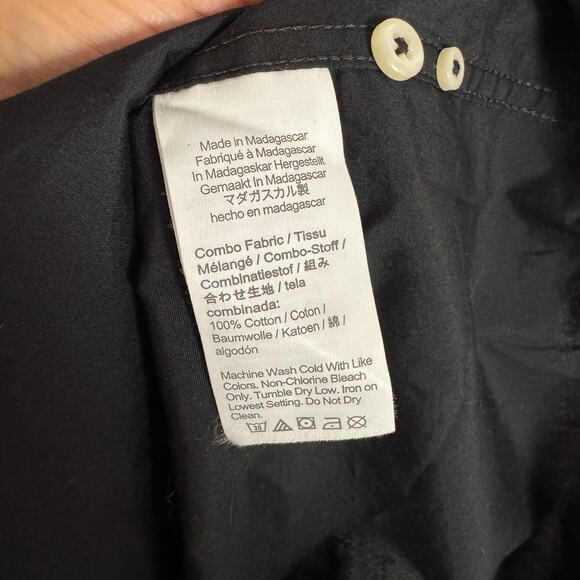 Made in Madagascar
Fabriqué à Madagascar
In Madagaskar Hergestellt
Gemaakt In Madagascar
マダガスカル製
hecho en madagascar
Combo Fabric / Tissu
Mélangé / Combo-Stoff /
Combinatiestof / 組み
合わせ生地 / tela
combinada:
100% Cotton / Coton /
Baumwolle / Katoen / 綿 /
algodón
Machine Wash Cold With Like
Colors. Non-Chlorine Bleach
Only. Tumble Dry Low. Iron on
Lowest Setting. Do Not Dry
Clean.
30